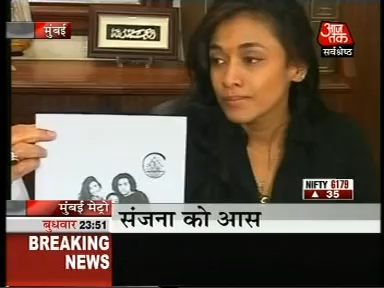 मुंबई
आज तक
सर्वश्रेष्ठ
NIFTY 6179
▲ 35
मुंबई मेट्रो
बुधवार 23:51
संजना को आस
BREAKING
NEWS